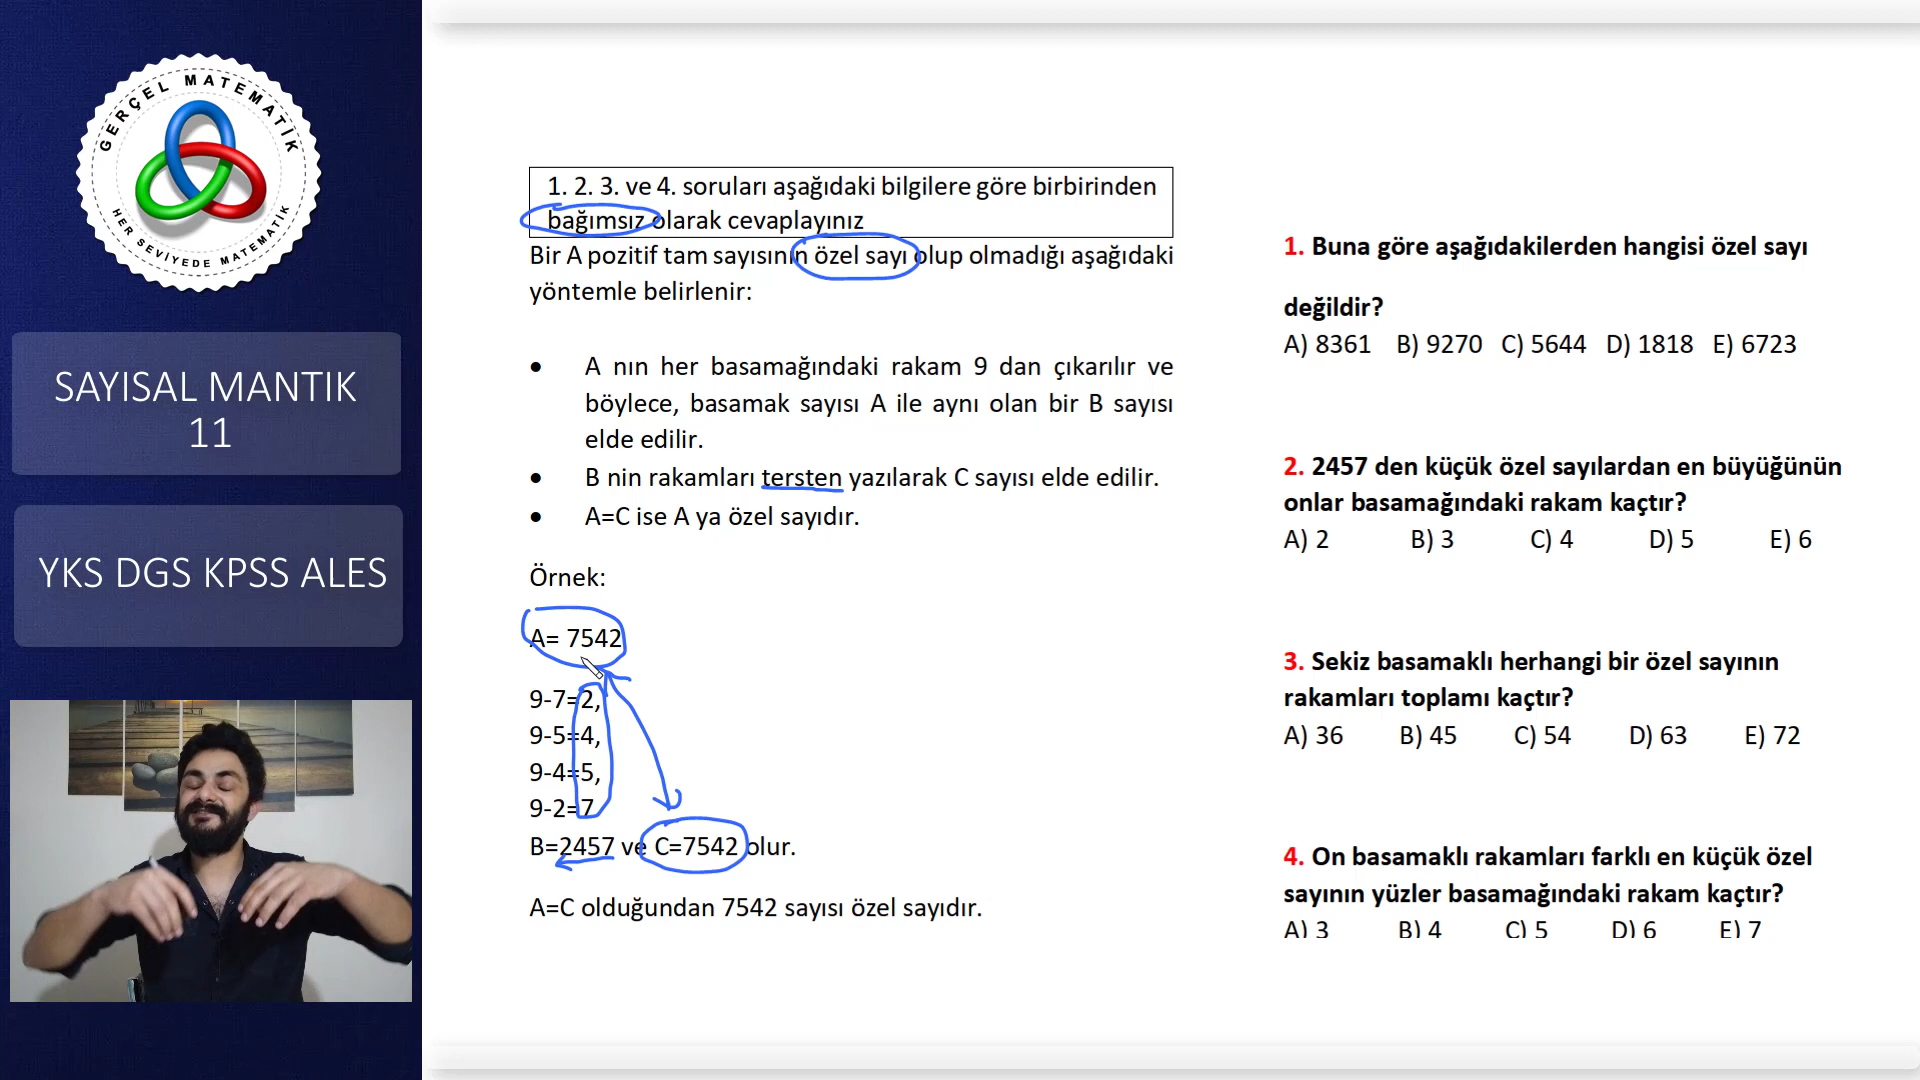 GERÇEL MATEMATİK
HER SEVİYEDE MATEMATİK
SAYISAL MANTIK
11
YKS DGS KPSS ALES
1. 2. 3. ve 4. soruları aşağıdaki bilgilere göre birbirinden
bağımsız olarak cevaplayınız
Bir A pozitif tam sayısının özel sayı olup olmadığı aşağıdaki
yöntemle belirlenir:
• A nın her basamağındaki rakam 9 dan çıkarılır ve
böylece, basamak sayısı A ile aynı olan bir B sayısı
elde edilir.
• B nin rakamları tersten yazılarak C sayısı elde edilir.
• A=C ise A ya özel sayıdır.
Örnek:
A= 7542
9-7=2,
9-5=4,
9-4=5,
9-2=7
B=2457 ve C=7542 olur.
A=C olduğundan 7542 sayısı özel sayıdır.
1. Buna göre aşağıdakilerden hangisi özel sayı
değildir?
A) 8361 B) 9270 C) 5644 D) 1818 E) 6723
2. 2457 den küçük özel sayılardan en büyüğünün
onlar basamağındaki rakam kaçtır?
A) 2 B) 3 C) 4 D) 5 E) 6
3. Sekiz basamaklı herhangi bir özel sayının
rakamları toplamı kaçtır?
A) 36 B) 45 C) 54 D) 63 E) 72
4. On basamaklı rakamları farklı en küçük özel
sayının yüzler basamağındaki rakam kaçtır?
A) 3 B) 4 C) 5 D) 6 E) 7